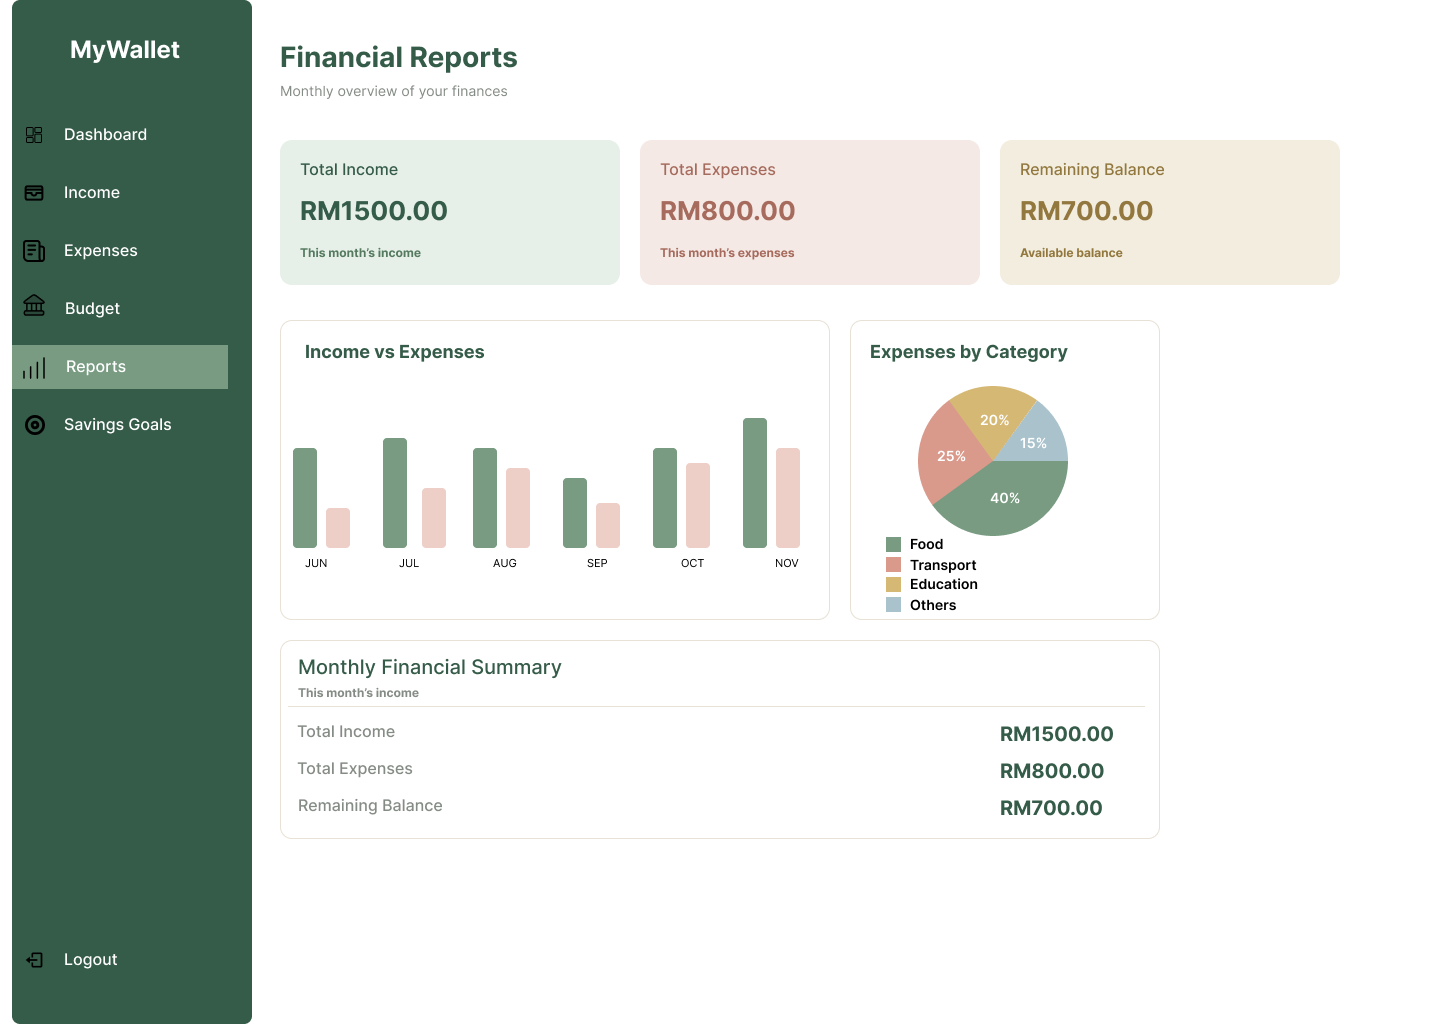 MyWallet
Dashboard
Income
Expenses
Budget
Reports
Savings Goals
Logout
Financial Reports
Monthly overview of your finances
Total Income
RM1500.00
This month’s income
Total Expenses
RM800.00
This month’s expenses
Remaining Balance
RM700.00
Available balance
Income vs Expenses
JUN JUL AUG SEP OCT NOV
Expenses by Category
20%
15%
25%
40%
Food
Transport
Education
Others
Monthly Financial Summary
This month’s income
Total Income RM1500.00
Total Expenses RM800.00
Remaining Balance RM700.00